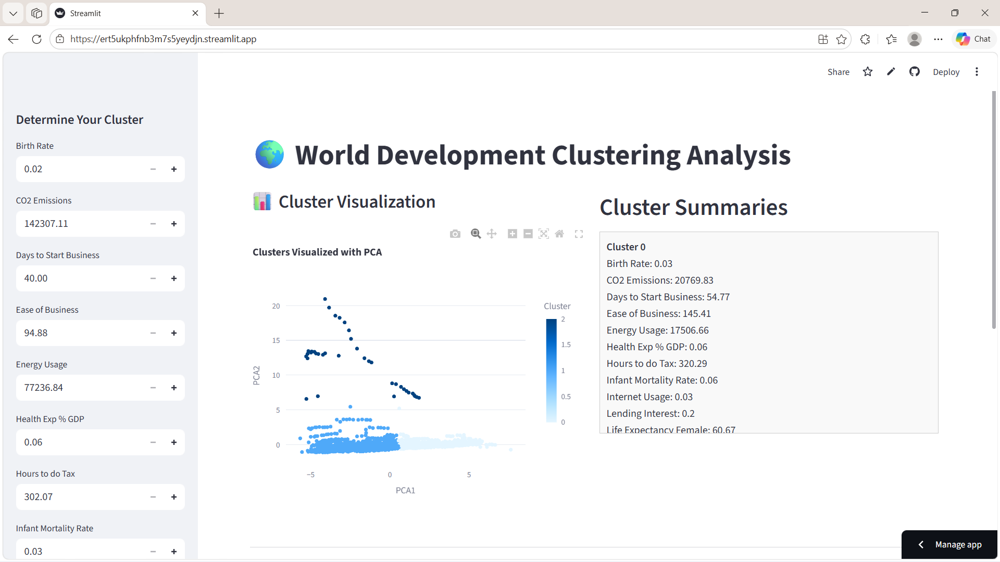 Streamlit
https://ert5ukphfnb3m7s5yeydjn.streamlit.app
Chat
Share
Deploy
Determine Your Cluster
Birth Rate
0.02
CO2 Emissions
142307.11
Days to Start Business
40.00
Ease of Business
94.88
Energy Usage
77236.84
Health Exp % GDP
0.06
Hours to do Tax
302.07
Infant Mortality Rate
0.03
World Development Clustering Analysis
Cluster Visualization
Clusters Visualized with PCA
20
15
10
5
0
PCA2
−5
0
5
PCA1
Cluster
2
1.5
1
0.5
0
Cluster Summaries
Cluster 0
Birth Rate: 0.03
CO2 Emissions: 20769.83
Days to Start Business: 54.77
Ease of Business: 145.41
Energy Usage: 17506.66
Health Exp % GDP: 0.06
Hours to do Tax: 320.29
Infant Mortality Rate: 0.06
Internet Usage: 0.03
Lending Interest: 0.2
Life Expectancy Female: 60.67
Manage app